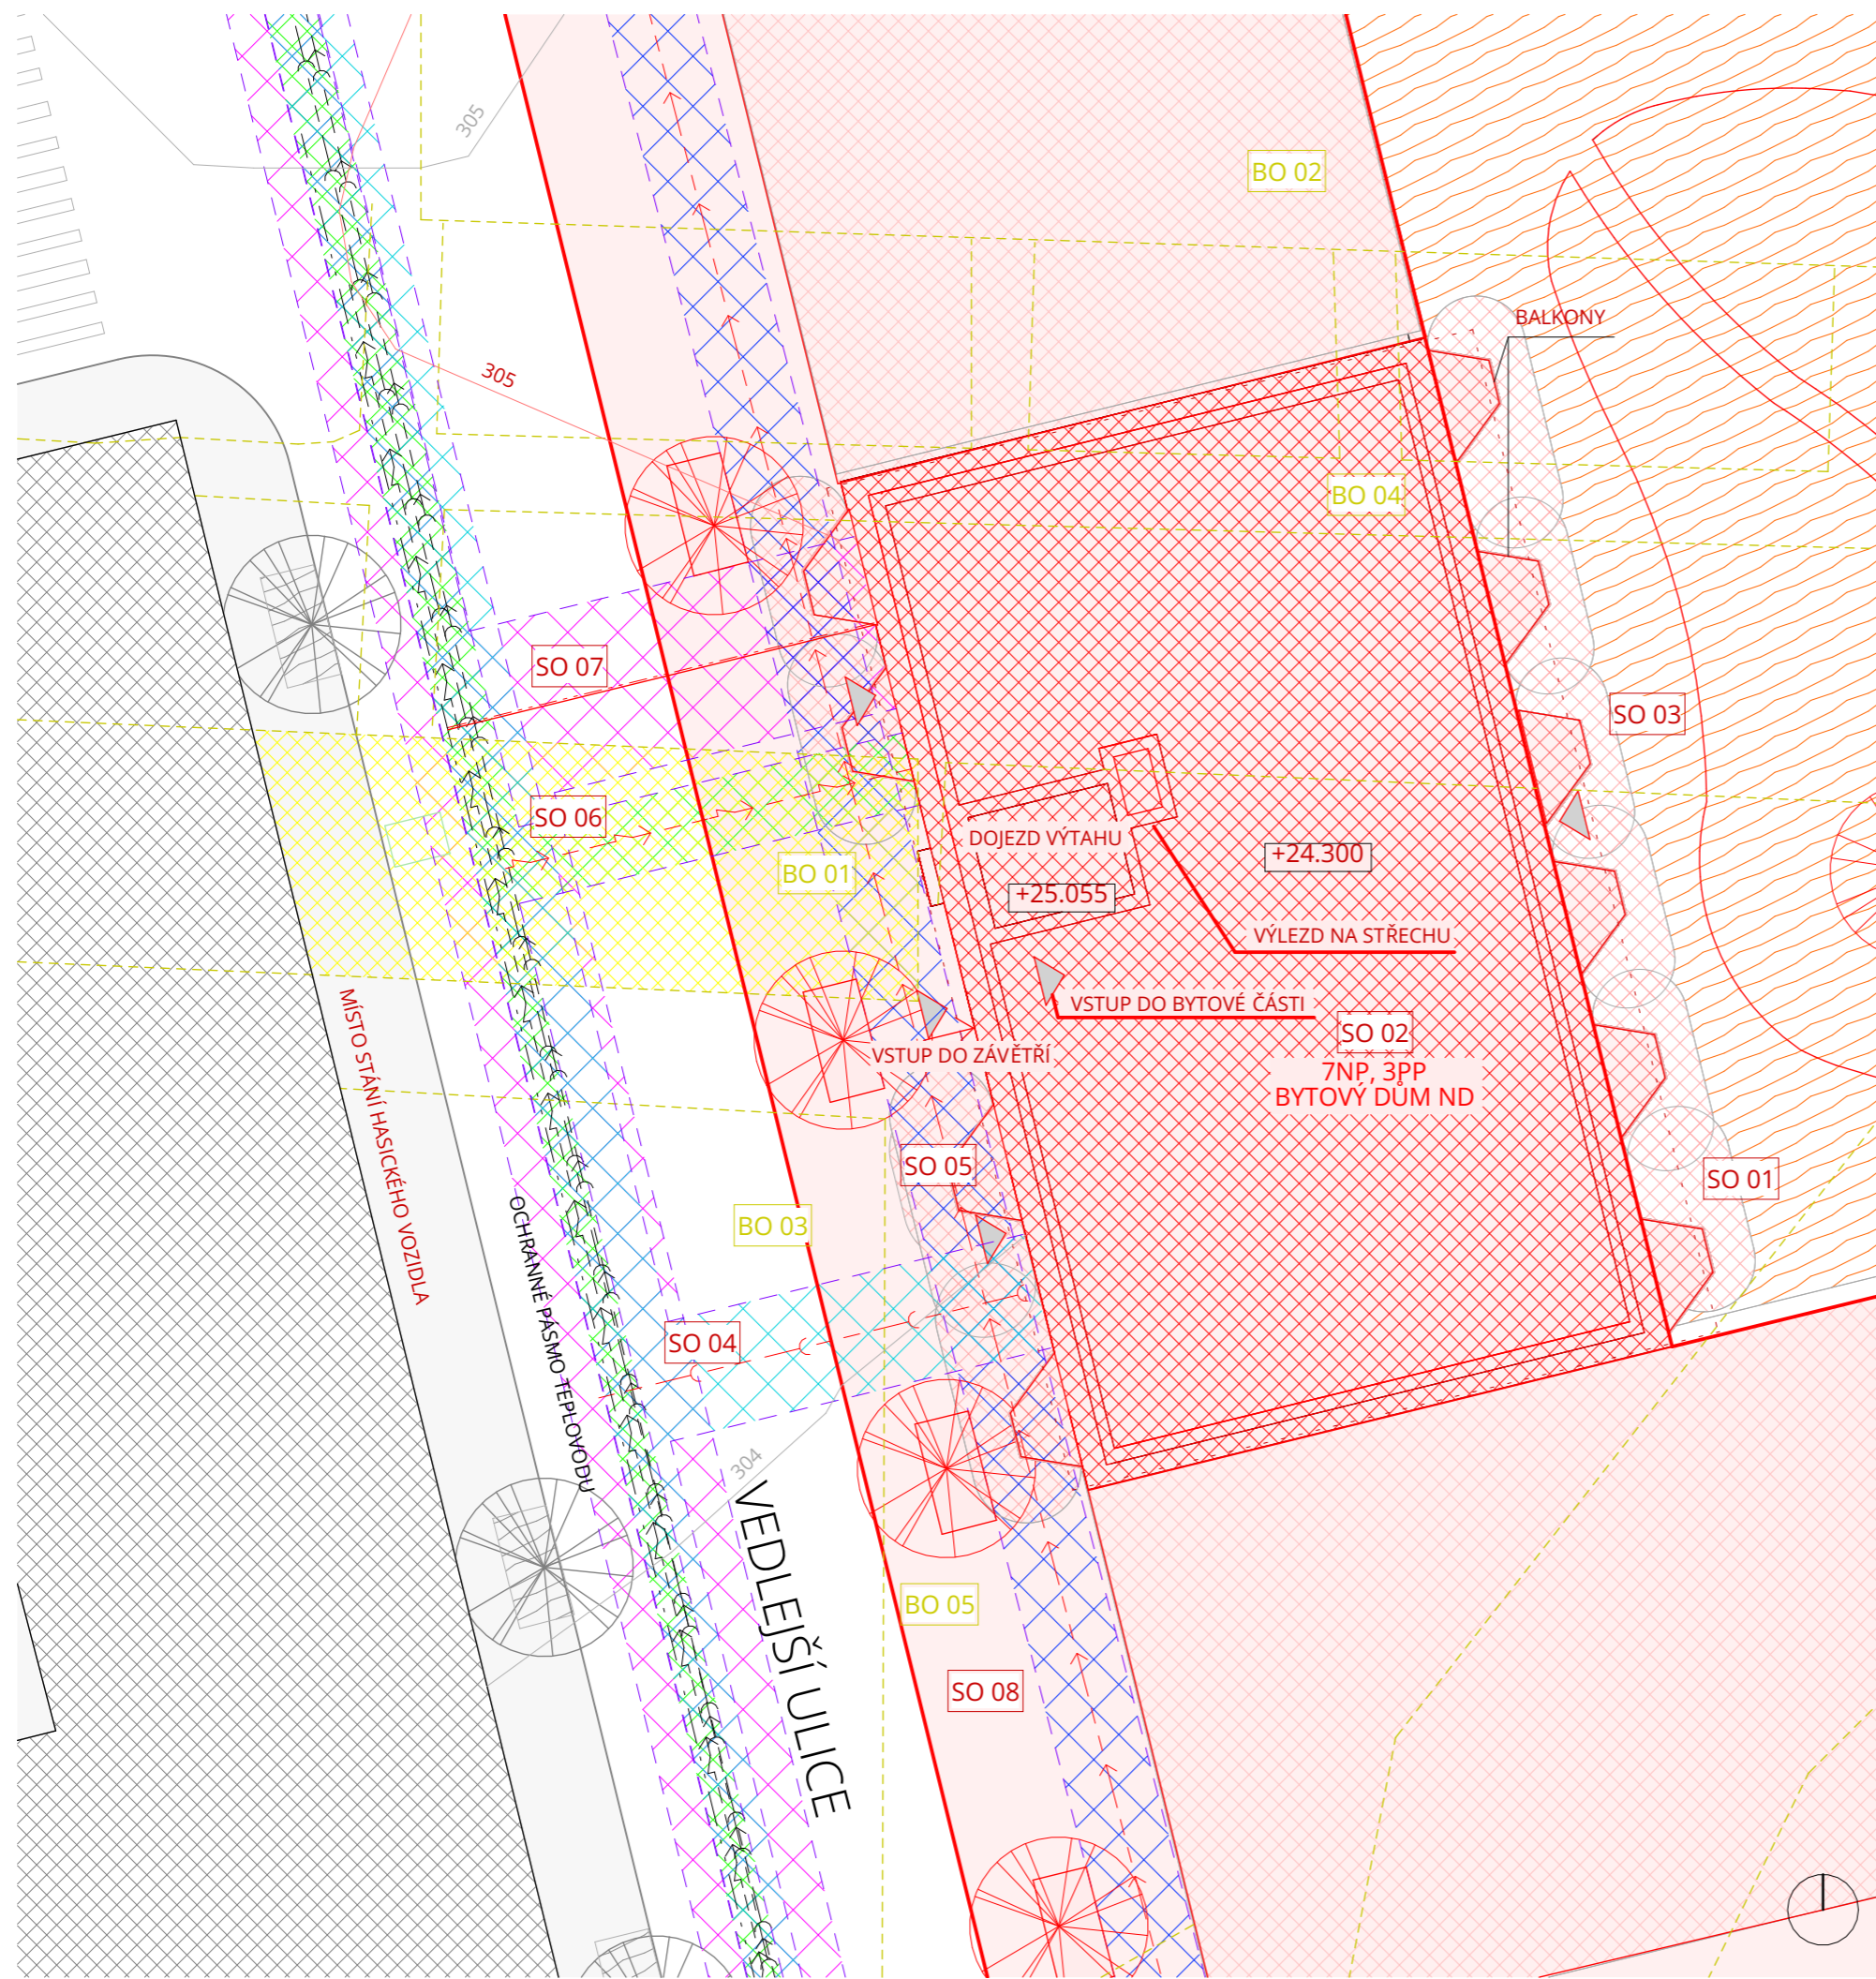 305
BO 02
BALKONY
305
BO 04
SO 07
SO 03
SO 06
DOJEZD VÝTAHU
+24.300
BO 01
+25.055
VÝLEZD NA STŘECHU
VSTUP DO BYTOVÉ ČÁSTI
SO 02
VSTUP DO ZÁVĚTŘÍ
7NP, 3PP
BYTOVÝ DŮM ND
MÍSTO STÁNÍ HASICKÉHO VOZIDLA
SO 05
SO 01
BO 03
OCHRANNÉ PÁSMO TEPLOVODU
SO 04
304
VEDLEJŠÍ ULICE
BO 05
SO 08